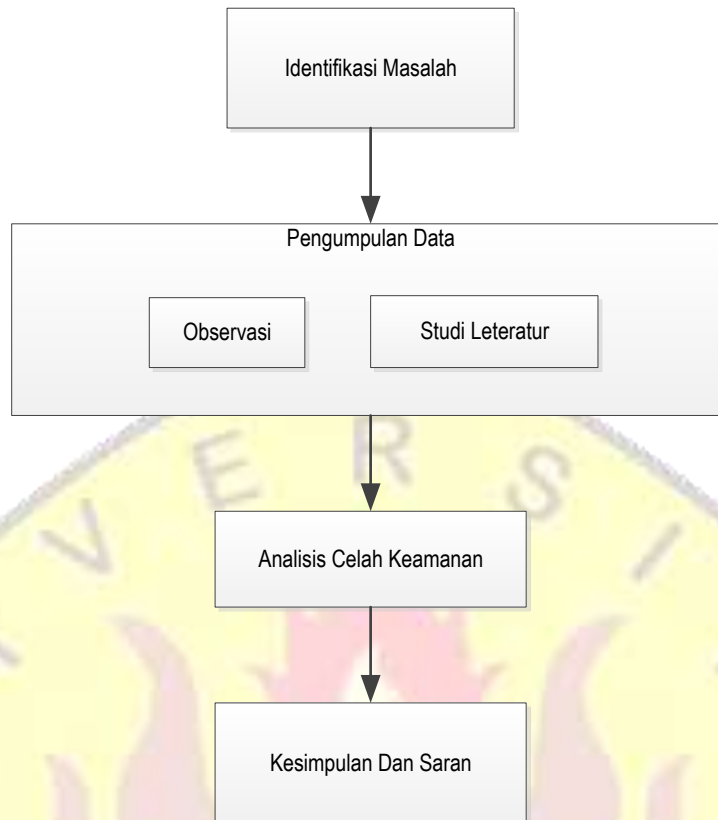 Identifikasi Masalah
Pengumpulan Data
Observasi
Studi Leteratur
V E R S I
Analisis Celah Keamanan
Kesimpulan Dan Saran